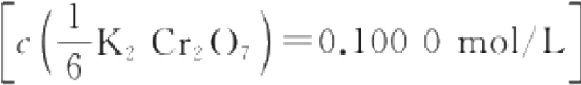 [c(1/6 K₂ Cr₂O₇)=0.100 0 mol/L]